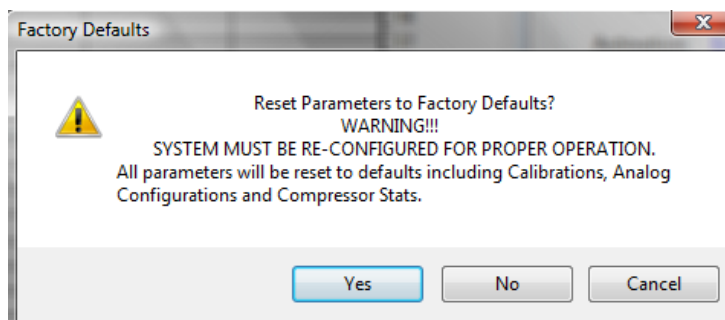 Factory Defaults
Reset Parameters to Factory Defaults?
WARNING!!!
SYSTEM MUST BE RE-CONFIGURED FOR PROPER OPERATION.
All parameters will be reset to defaults including Calibrations, Analog
Configurations and Compressor Stats.
Yes
No
Cancel